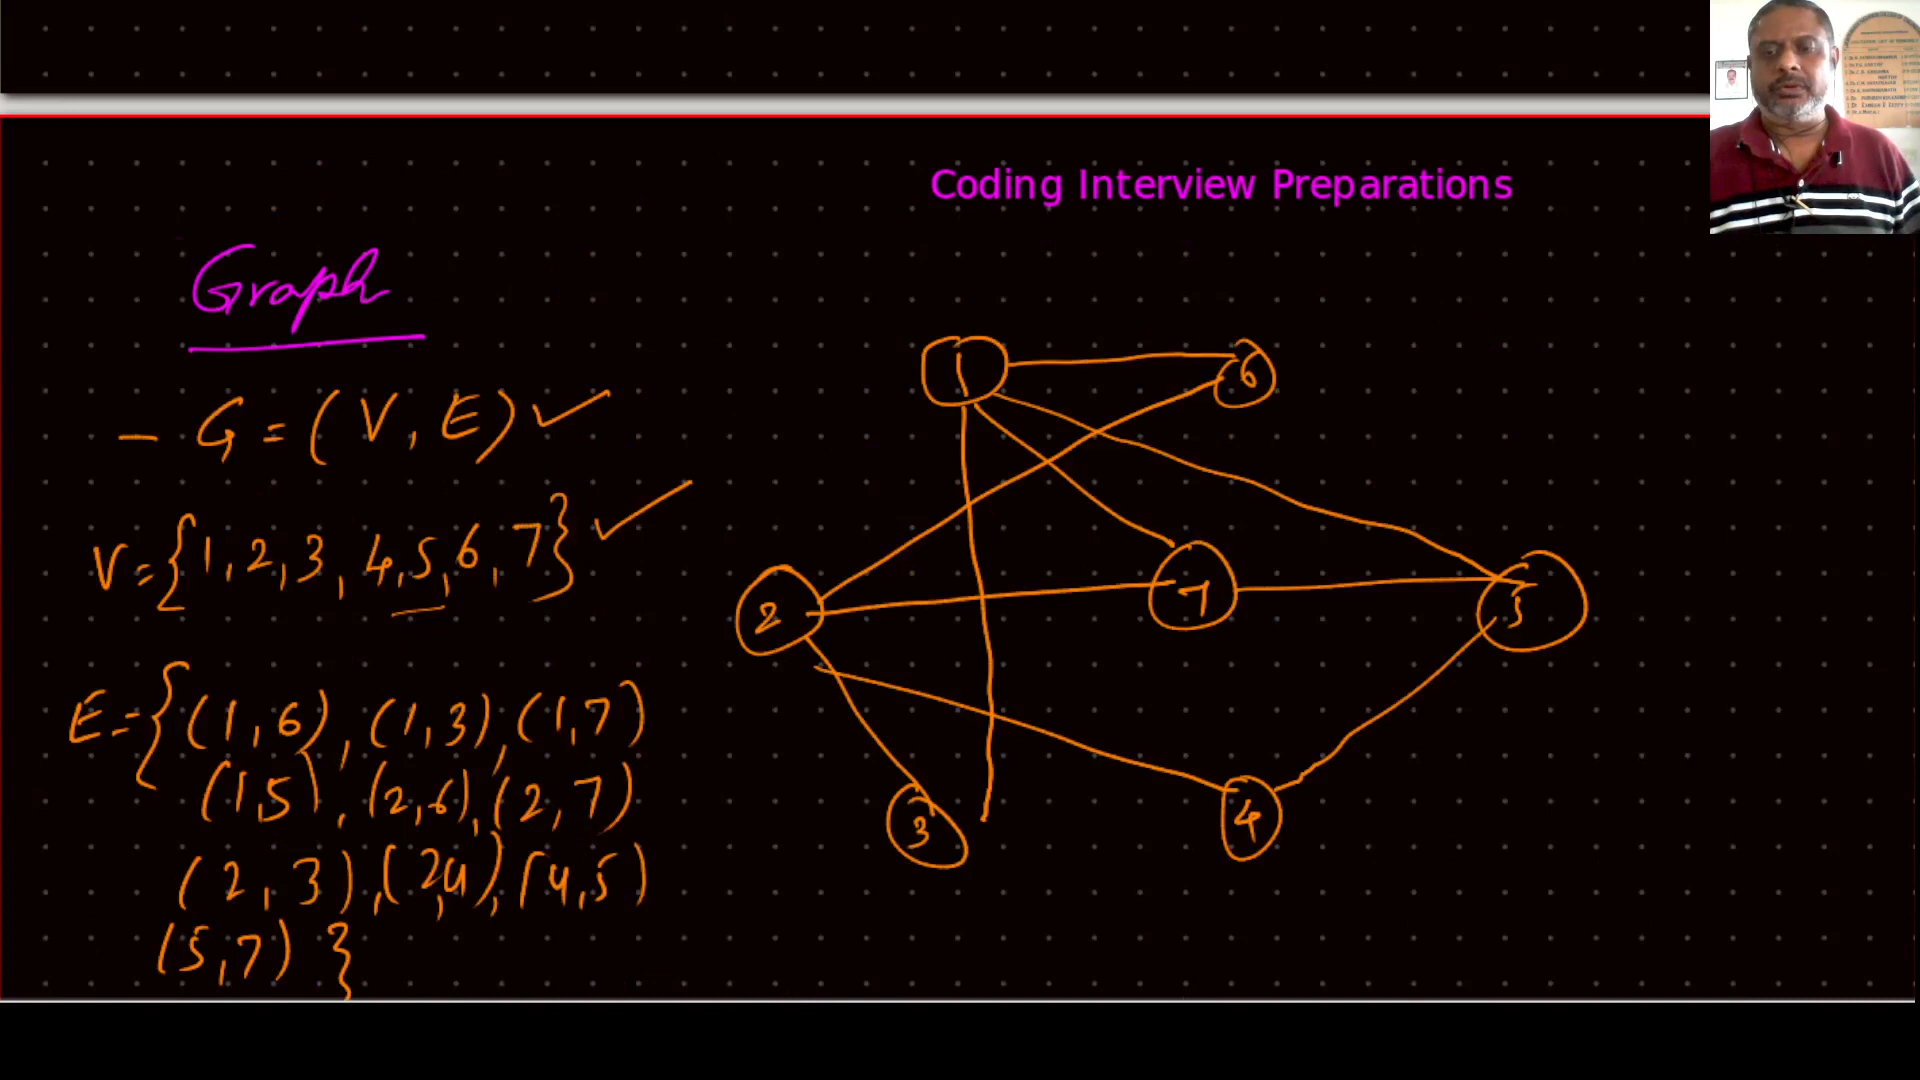 Coding Interview Preparations
Graph
- G = (V, E) ✓
V = {1, 2, 3, 4, 5, 6, 7} ✓
E = {(1, 6), (1, 3), (1, 7)
(1,5), (2,6), (2, 7)
(2, 3), (2,4), (4,5)
(5,7) }
1
6
2
7
5
3
4